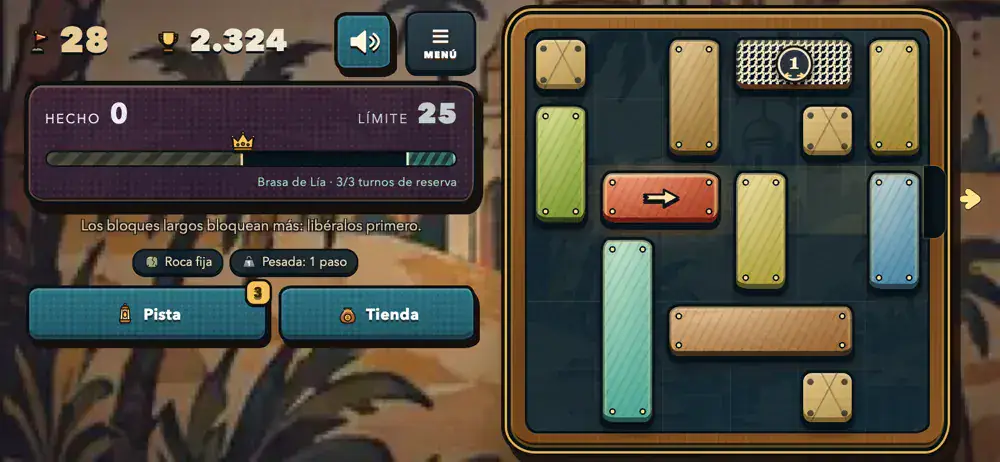 28
2.324
MENÚ
HECHO 0
LÍMITE 25
Brasa de Lía · 3/3 turnos de reserva
Los bloques largos bloquean más: libéralos primero.
Roca fija
Pesada: 1 paso
Pista
3
Tienda
1